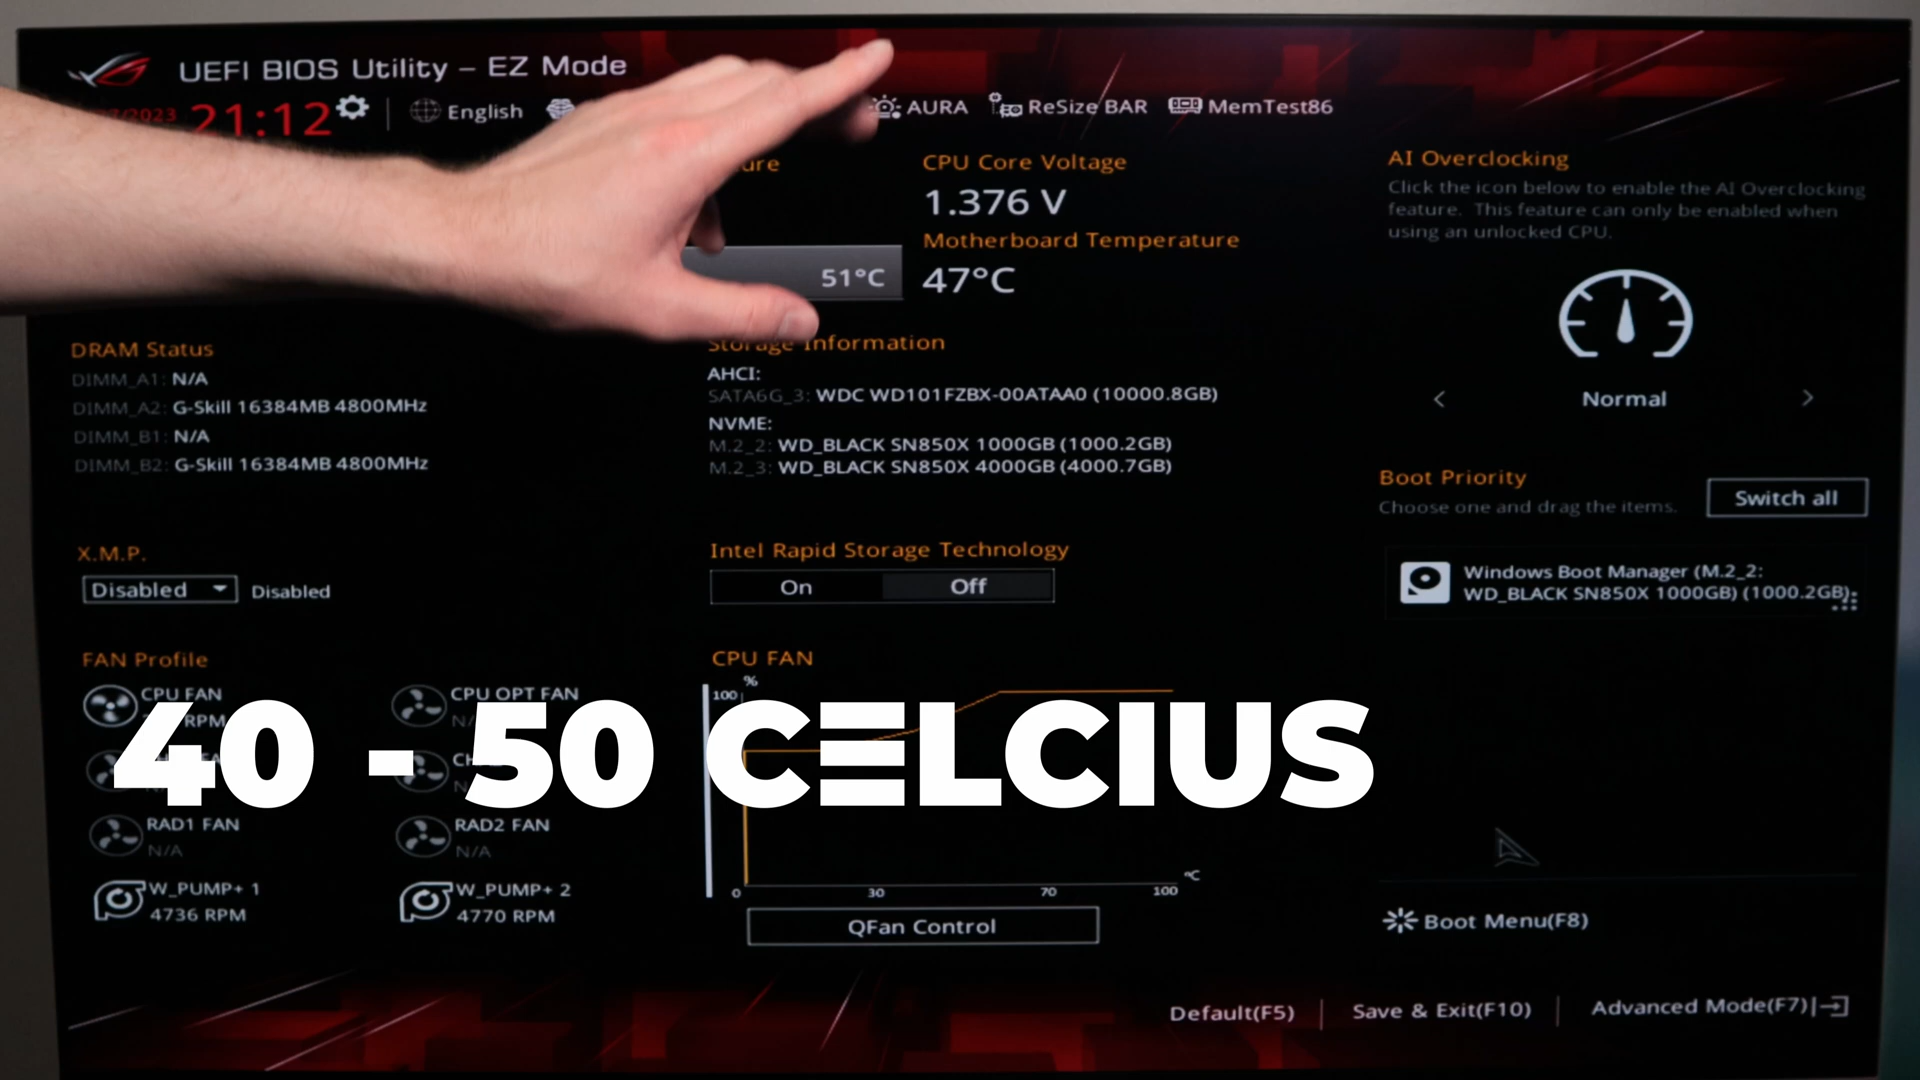 UEFI BIOS Utility – EZ Mode
21:12
English
AURA
ReSize BAR
MemTest86
CPU Core Voltage
1.376 V
51°C
Motherboard Temperature
47°C
AI Overclocking
Click the icon below to enable the AI Overclocking
feature. This feature can only be enabled when
using an unlocked CPU.
Normal
DRAM Status
DIMM_A1: N/A
DIMM_A2: G-Skill 16384MB 4800MHz
DIMM_B1: N/A
DIMM_B2: G-Skill 16384MB 4800MHz
Storage Information
AHCI:
SATA6G_3: WDC WD101FZBX-00ATAA0 (10000.8GB)
NVME:
M.2_2: WD_BLACK SN850X 1000GB (1000.2GB)
M.2_3: WD_BLACK SN850X 4000GB (4000.7GB)
Boot Priority
Choose one and drag the items.
Switch all
Windows Boot Manager (M.2_2:
WD_BLACK SN850X 1000GB) (1000.2GB)
X.M.P.
Disabled
Disabled
Intel Rapid Storage Technology
On
Off
FAN Profile
CPU FAN
RPM
CPU OPT FAN
40 - 50 CELCIUS
RAD1 FAN
N/A
RAD2 FAN
N/A
W_PUMP+ 1
4736 RPM
W_PUMP+ 2
4770 RPM
CPU FAN
%
100
0
30
70
100
°C
QFan Control
Boot Menu(F8)
Default(F5)
Save & Exit(F10)
Advanced Mode(F7)